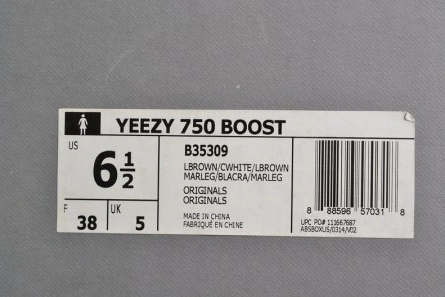 YEEZY 750 BOOST
US
6 1/2
F
38
UK
5
B35309
LBROWN/CWHITE/LBROWN
MARLEG/BLACRA/MARLEG
ORIGINALS
ORIGINALS
MADE IN CHINA
FABRIQUÉ EN CHINE
8 88596 57031 8
UPC PO# 111667687
ABSBOXUS/0314/V02